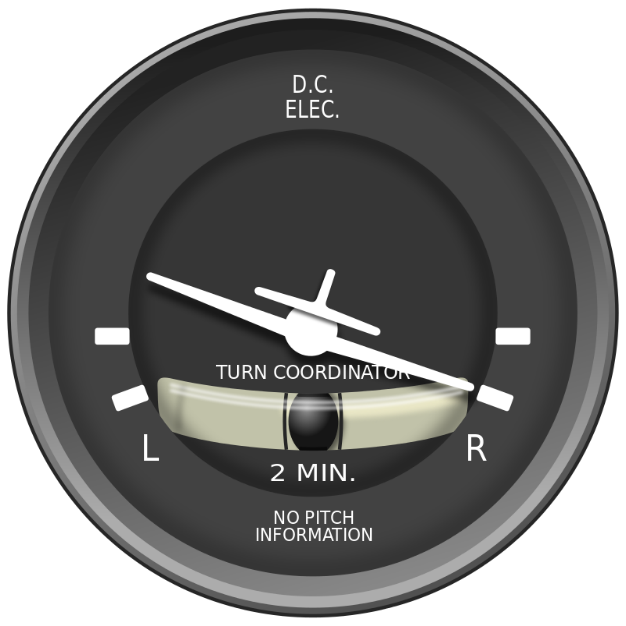 D.C.
ELEC.
TURN COORDINATOR
L
R
2 MIN.
NO PITCH
INFORMATION